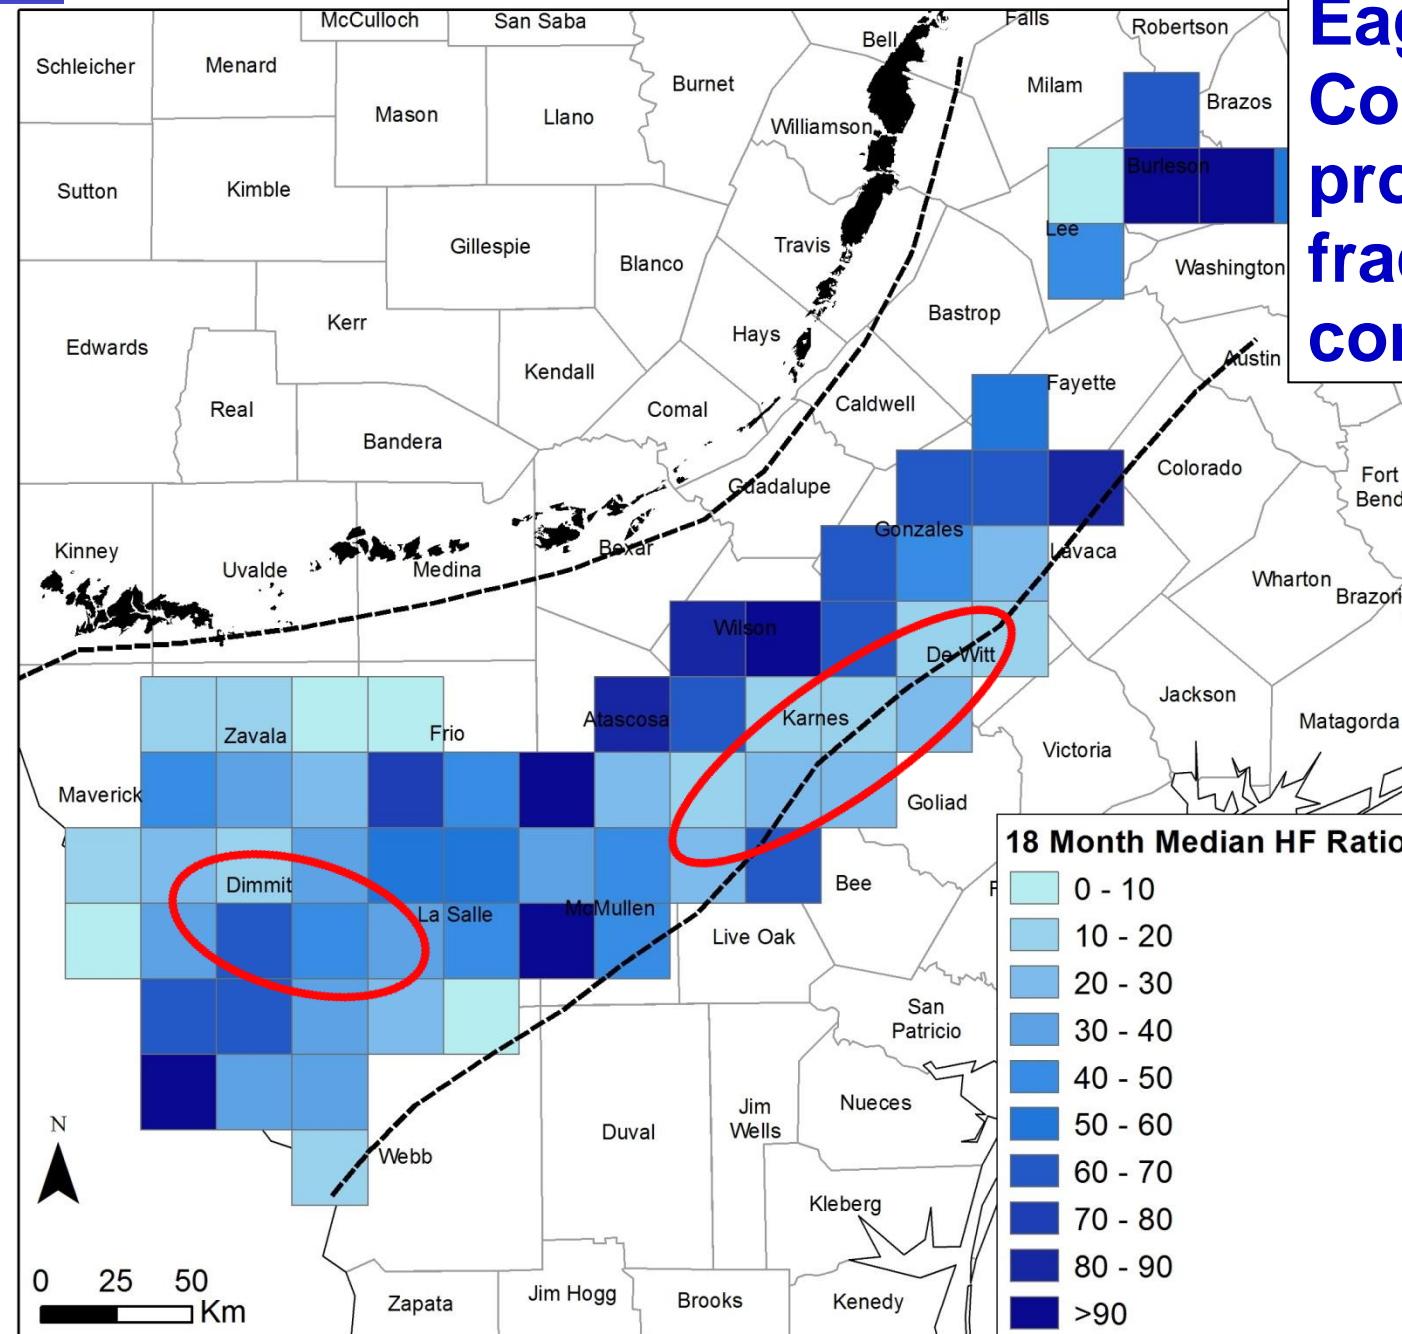 McCulloch
San Saba
Falls
Robertson
Eag
Co
pro
frac
con
Schleicher
Menard
Mason
Llano
Burnet
Bell
Milam
Brazos
Williamson
Burleson
Sutton
Kimble
Gillespie
Blanco
Travis
Lee
Washington
Edwards
Kerr
Kendall
Hays
Bastrop
Austin
Real
Bandera
Comal
Caldwell
Fayette
Guadalupe
Colorado
Fort
Bend
Kinney
Uvalde
Medina
Bexar
Gonzales
Lavaca
Wharton
Brazori
Wilson
De Witt
Zavala
Frio
Atascosa
Karnes
Jackson
Matagorda
Victoria
Maverick
Goliad
Dimmit
La Salle
McMullen
Bee
Live Oak
San
Patricio
Nueces
Duval
Jim
Wells
Webb
Kleberg
Zapata
Jim Hogg
Brooks
Kenedy
N
0 25 50
Km
18 Month Median HF Ratio
0 - 10
10 - 20
20 - 30
30 - 40
40 - 50
50 - 60
60 - 70
70 - 80
80 - 90
>90